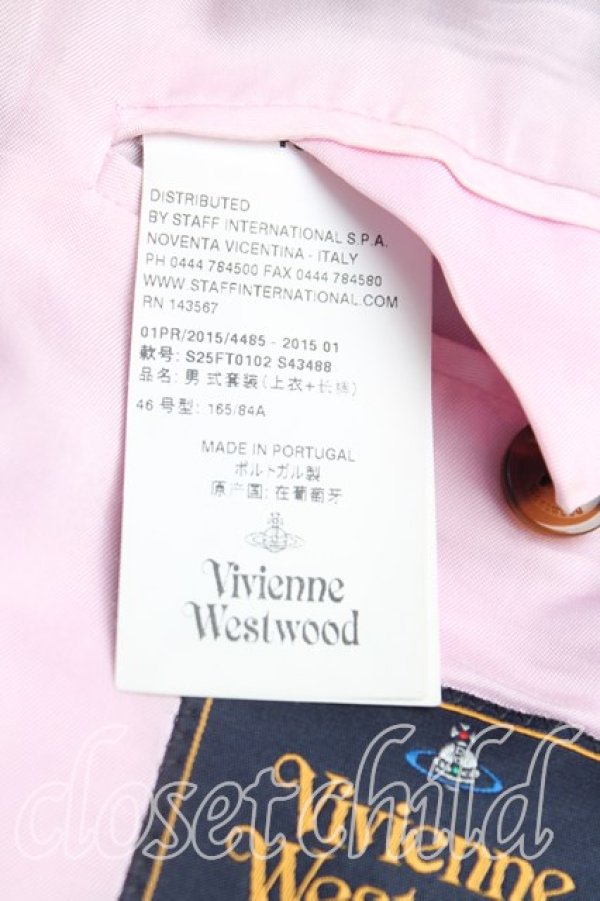 DISTRIBUTED
BY STAFF INTERNATIONAL S.P.A.
NOVENTA VICENTINA - ITALY
PH 0444 784500 FAX 0444 784580
WWW.STAFFINTERNATIONAL.COM
RN 143567
01PR/2015/4485 - 2015 01
款号: S25FT0102 S43488
品名: 男式套装(上衣+长裤)
46 号型: 165/84A
MADE IN PORTUGAL
ポルトガル製
原产国: 在葡萄牙
Vivienne
Westwood
Vivienne
Westwood
closetchild